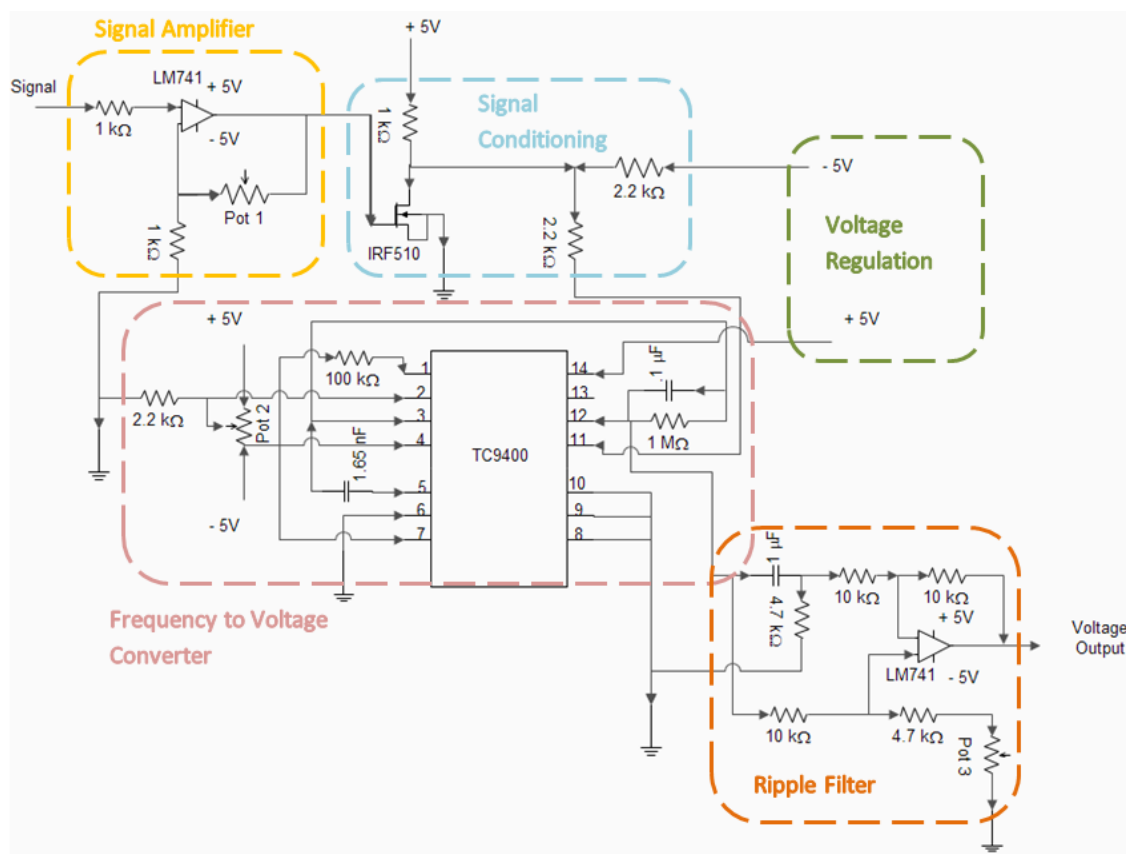 Signal Amplifier
+ 5V
Signal
LM741
+ 5V
1 kΩ
- 5V
Pot 1
1 kΩ
Signal
Conditioning
1 kΩ
2.2 kΩ
- 5V
2.2 kΩ
IRF510
Voltage
Regulation
+ 5V
+ 5V
100 kΩ
2.2 kΩ
Pot 2
1.65 nF
- 5V
1
2
3
4
5
6
7
TC9400
14
13
12
11
10
9
8
.1 µF
1 MΩ
Frequency to Voltage
Converter
.1 µF
4.7 kΩ
10 kΩ
10 kΩ
+ 5V
LM741
- 5V
Voltage
Output
10 kΩ
4.7 kΩ
Pot 3
Ripple Filter